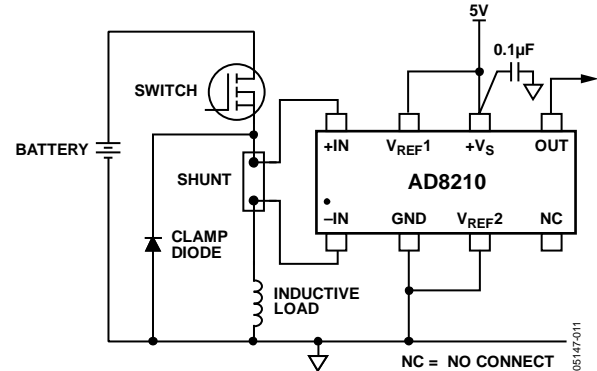 5V
0.1µF
SWITCH
BATTERY
SHUNT
CLAMP
DIODE
INDUCTIVE
LOAD
+IN VREF1 +VS OUT
AD8210
–IN GND VREF2 NC
NC = NO CONNECT
05147-011